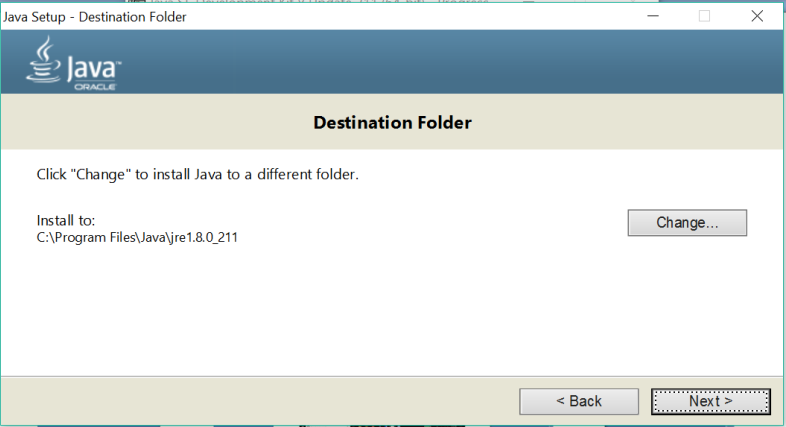 Java Setup - Destination Folder
Java™
ORACLE
Destination Folder
Click "Change" to install Java to a different folder.
Install to:
C:\Program Files\Java\jre1.8.0_211
Change...
< Back
Next >